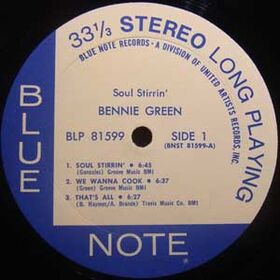 33⅓ STEREO LONG PLAYING
BLUE NOTE RECORDS - A DIVISION OF UNITED ARTISTS RECORDS, INC.
BLUE
Soul Stirrin'
BENNIE GREEN
BLP 81599 SIDE 1
(BNST 81599-A)
1. SOUL STIRRIN' • 6:45
(Gonzales) Groove Music BMI
2. WE WANNA COOK • 6:37
(Green) Groove Music BMI
3. THAT'S ALL • 6:27
(B. Haymes/A. Brandt) Travis Music Co. BMI
NOTE